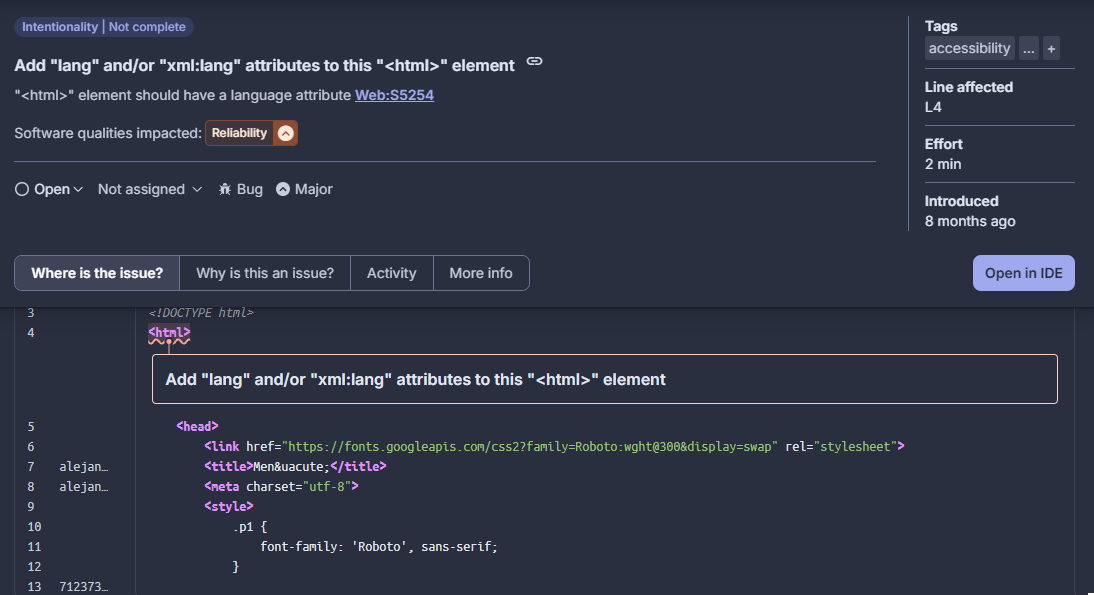 Intentionality | Not complete
Add "lang" and/or "xml:lang" attributes to this "<html>" element
"<html>" element should have a language attribute Web:S5254
Software qualities impacted: Reliability
Open Not assigned Bug Major
Tags
accessibility ... +
Line affected
L4
Effort
2 min
Introduced
8 months ago
Where is the issue? Why is this an issue? Activity More info
Open in IDE
3 <!DOCTYPE html>
4 <html>
Add "lang" and/or "xml:lang" attributes to this "<html>" element
5 <head>
6 <link href="https://fonts.googleapis.com/css2?family=Roboto:wght@300&display=swap" rel="stylesheet">
7 alejan… <title>Men&uacute;</title>
8 alejan… <meta charset="utf-8">
9 <style>
10 .p1 {
11 font-family: 'Roboto', sans-serif;
12 }
13 712373…